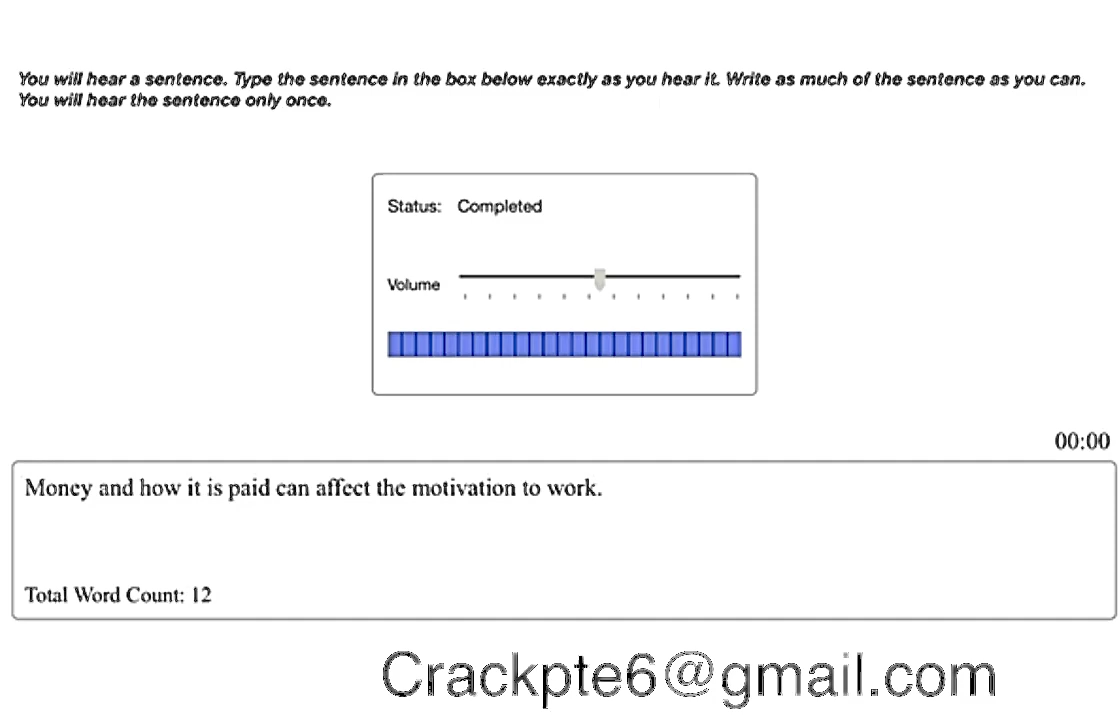 You will hear a sentence. Type the sentence in the box below exactly as you hear it. Write as much of the sentence as you can.
You will hear the sentence only once.
Status: Completed
Volume
00:00
Money and how it is paid can affect the motivation to work.
Total Word Count: 12
Crackpte6@gmail.com